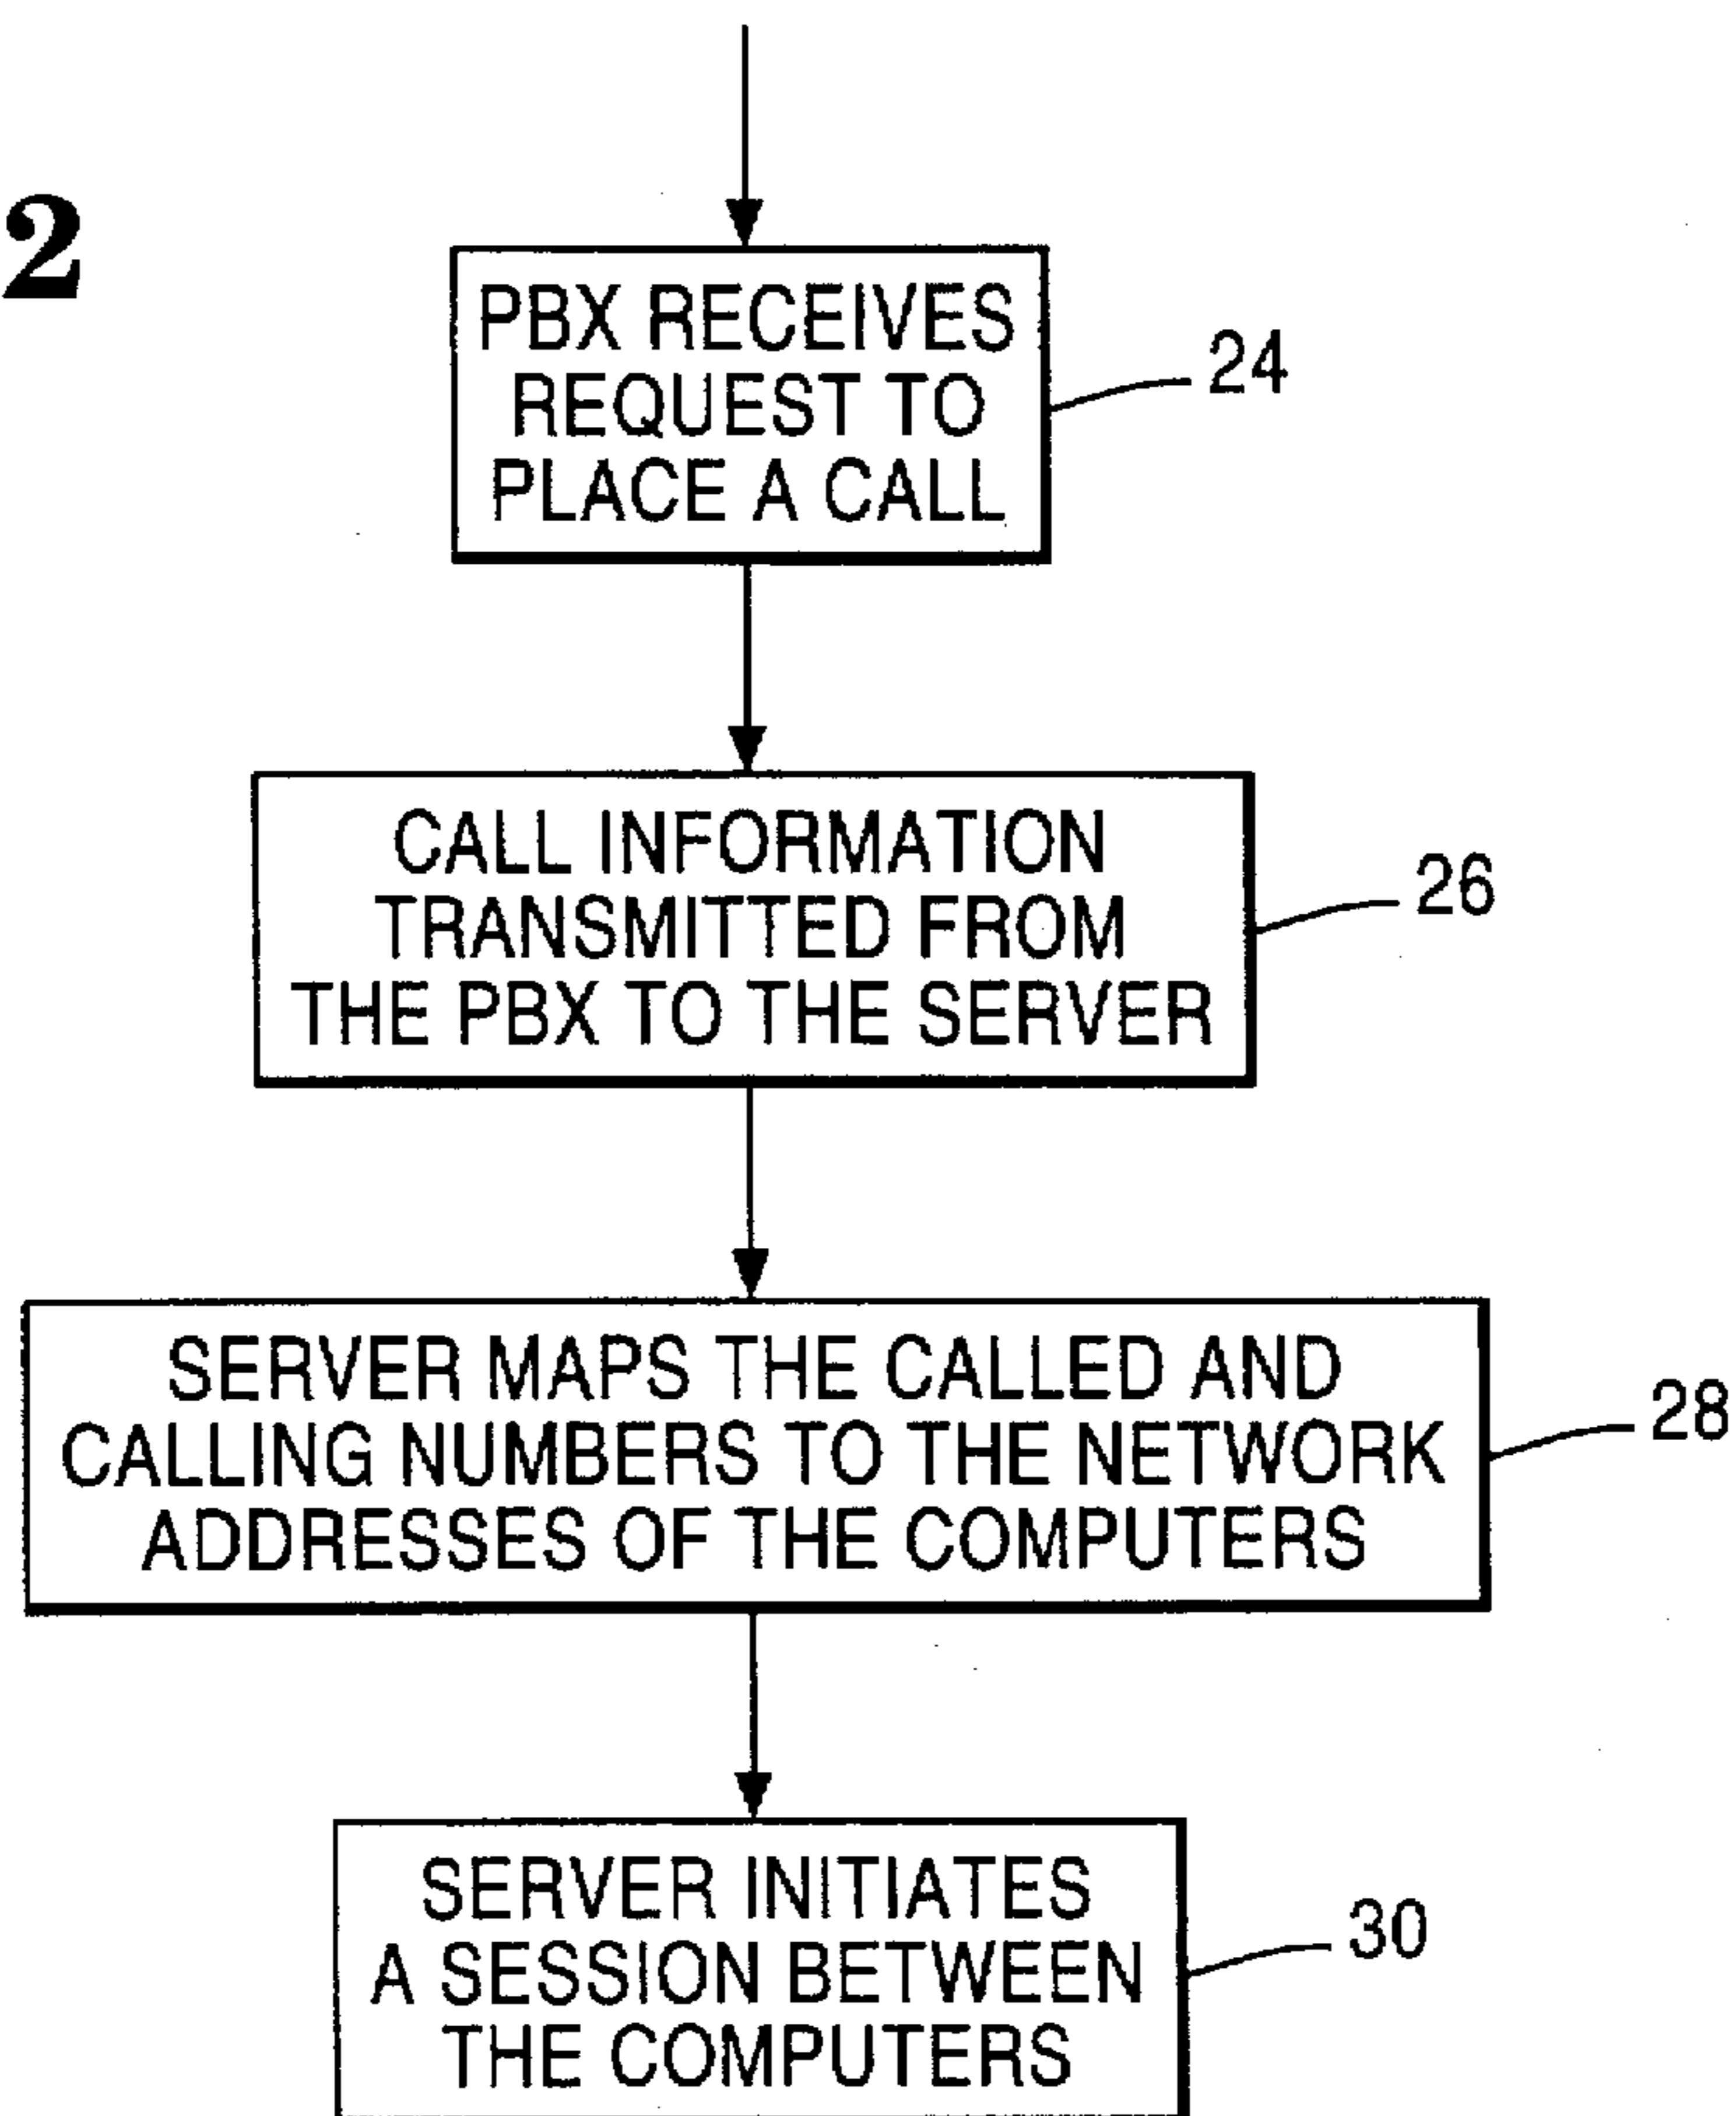 2
PBX RECEIVES
REQUEST TO
PLACE A CALL
24
CALL INFORMATION
TRANSMITTED FROM
THE PBX TO THE SERVER
26
SERVER MAPS THE CALLED AND
CALLING NUMBERS TO THE NETWORK
ADDRESSES OF THE COMPUTERS
28
SERVER INITIATES
A SESSION BETWEEN
THE COMPUTERS
30